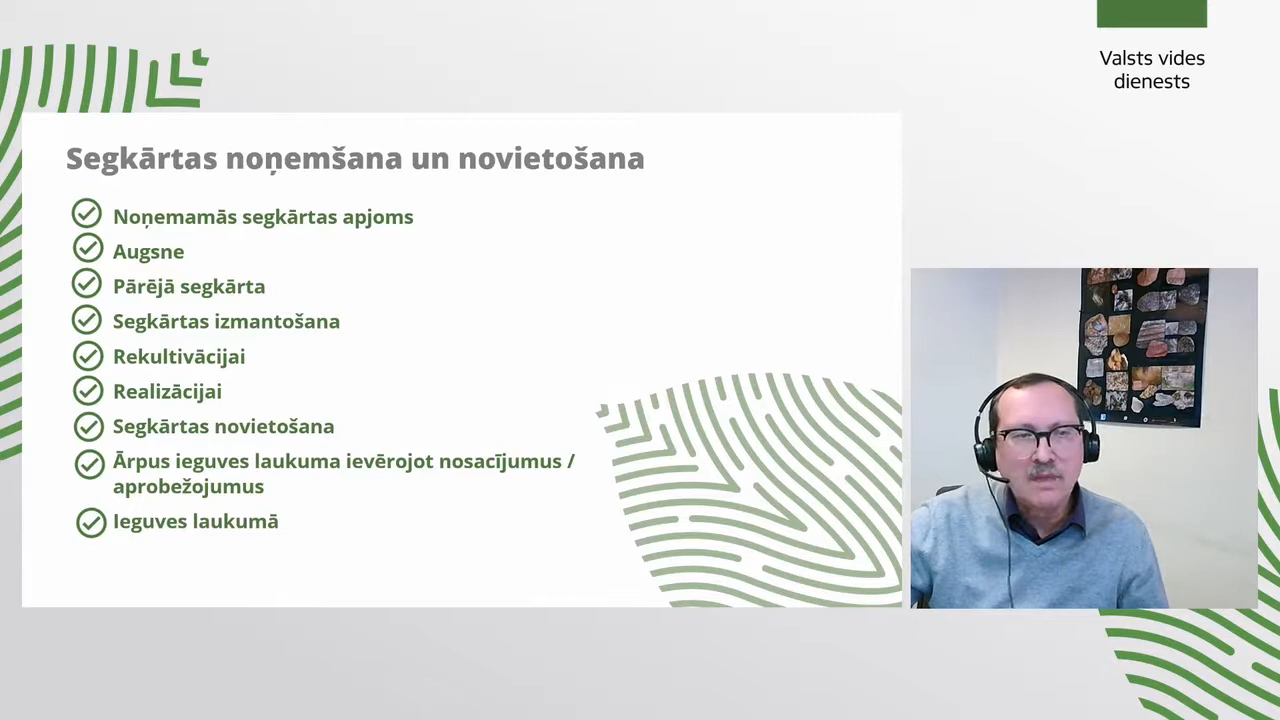 Valsts vides
dienests
Segkārtas noņemšana un novietošana
Noņemamās segkārtas apjoms
Augsne
Pārējā segkārta
Segkārtas izmantošana
Rekultivācijai
Realizācijai
Segkārtas novietošana
Ārpus ieguves laukuma ievērojot nosacījumus /
aprobežojumus
Ieguves laukumā